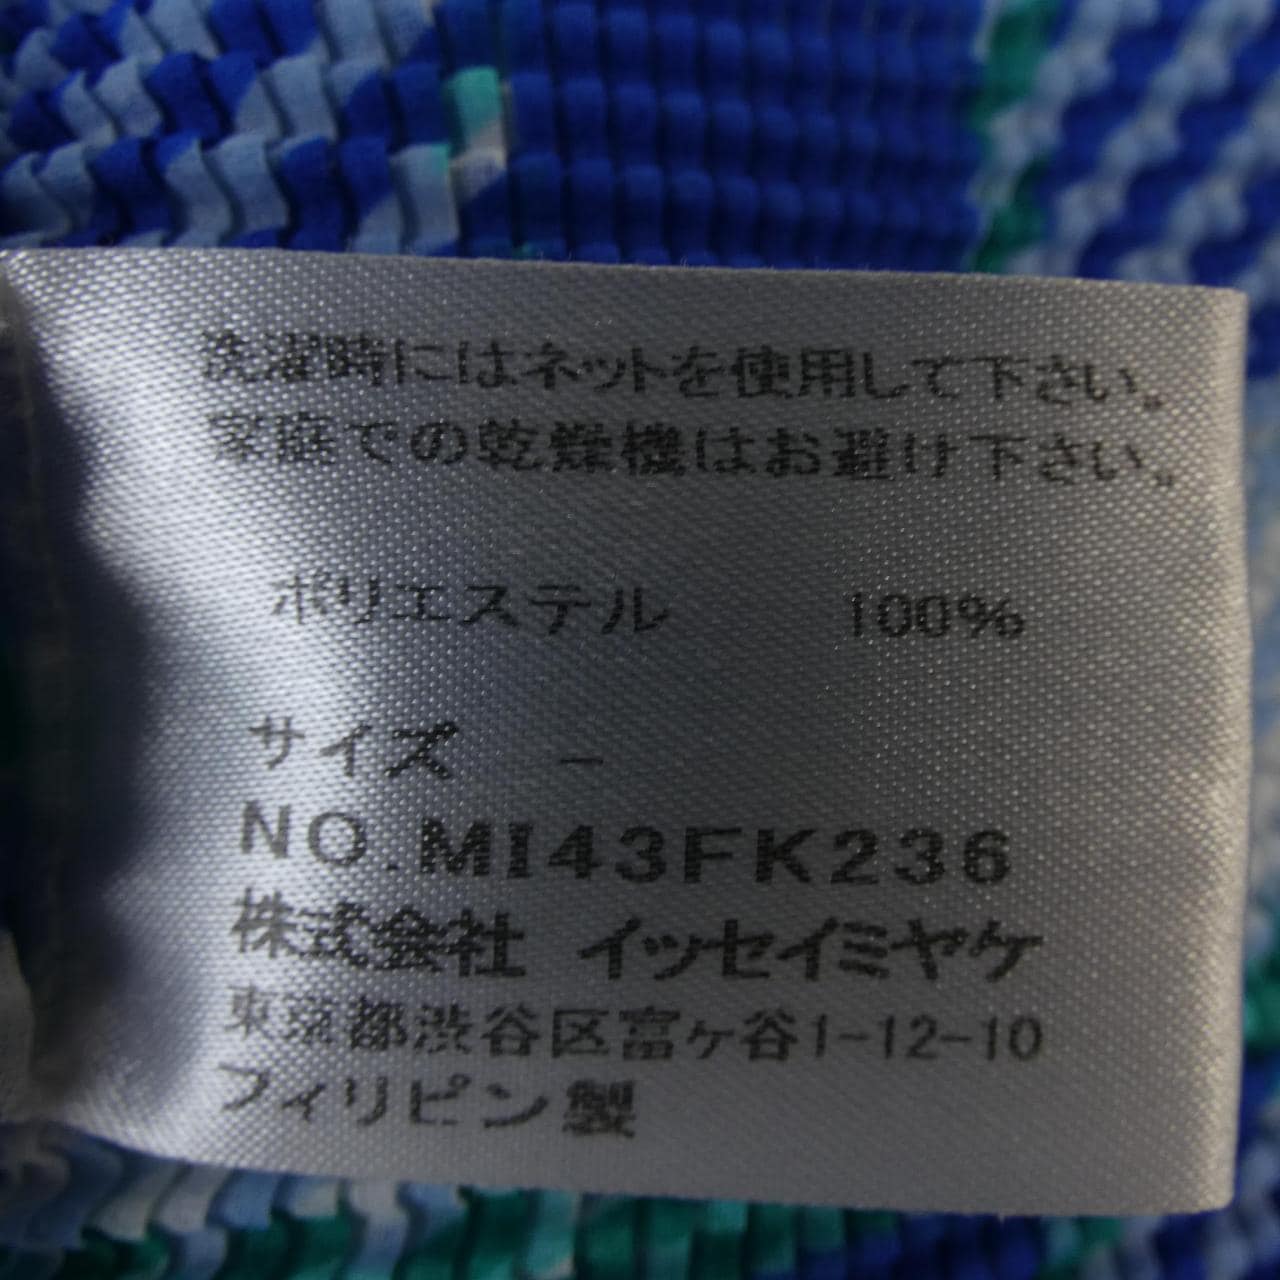 洗濯時にはネットを使用して下さい。
家庭での乾燥機はお避け下さい。
ポリエステル 100%
サイズ -
NO.MI43FK236
株式会社 イッセイミヤケ
東京都渋谷区富ヶ谷1-12-10
フィリピン製